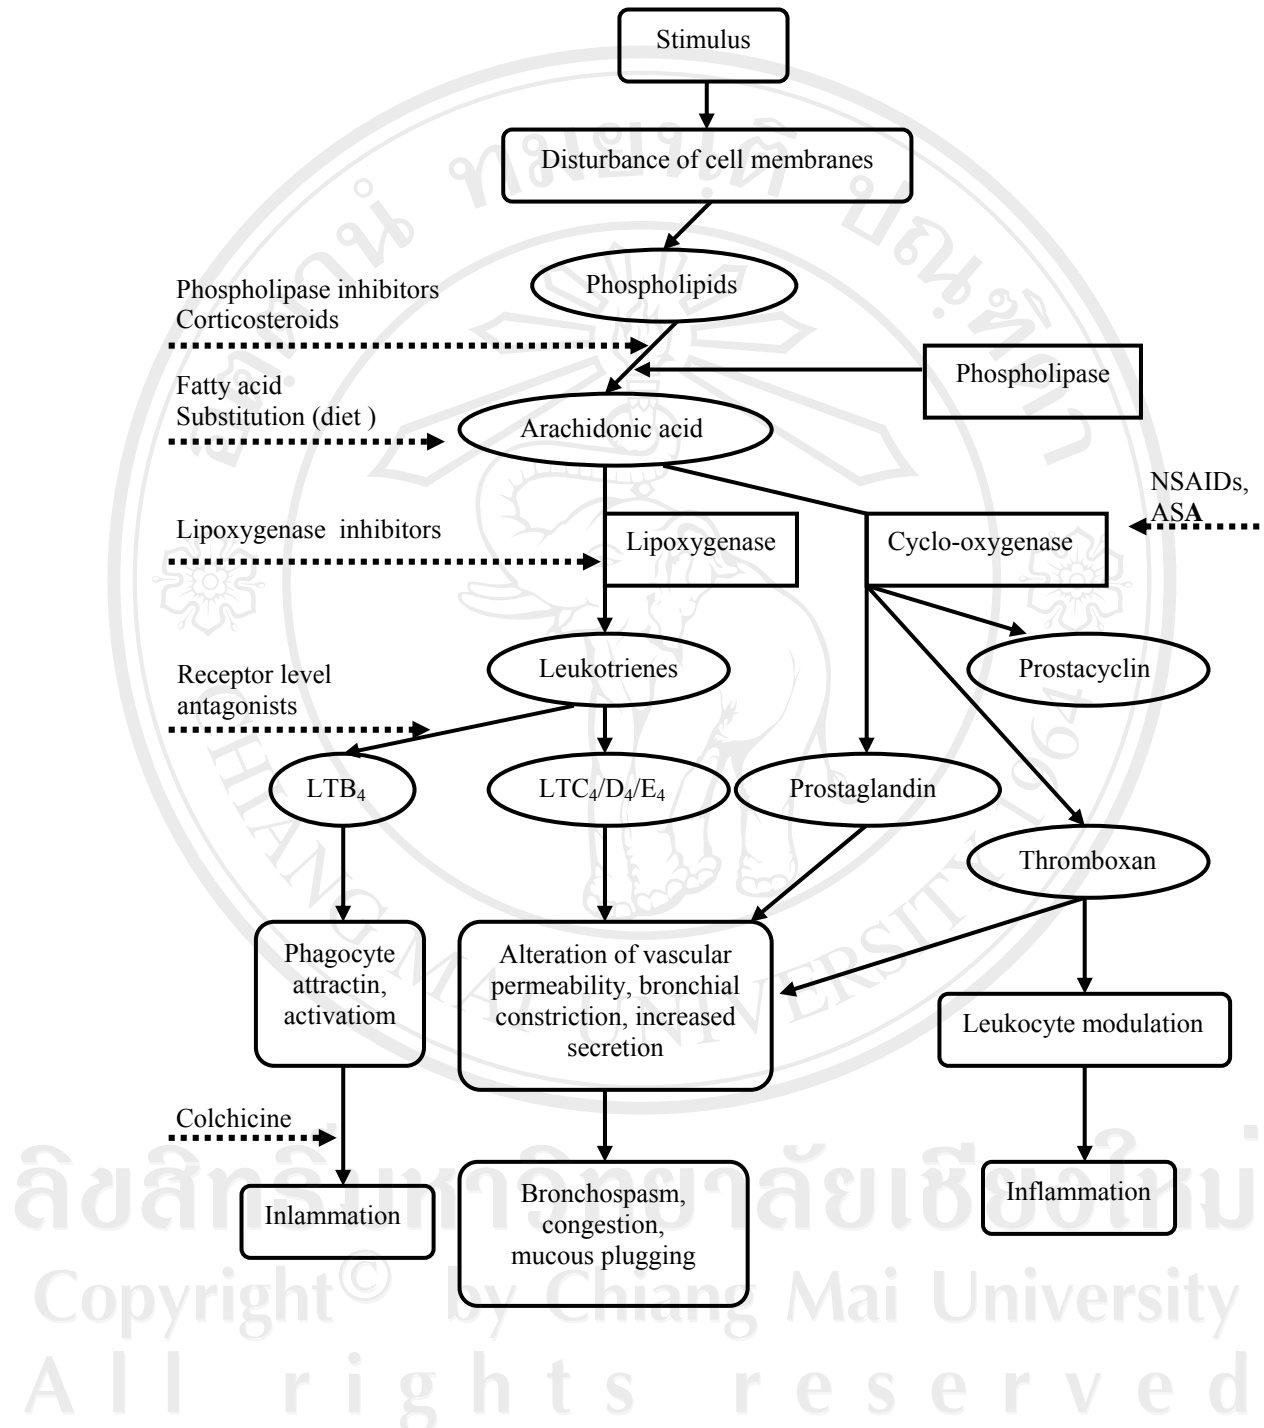 Stimulus
Disturbance of cell membranes
Phospholipids
Phospholipase inhibitors
Corticosteroids
Phospholipase
Fatty acid
Substitution (diet )
Arachidonic acid
NSAIDs,
ASA
Lipoxygenase inhibitors
Lipoxygenase
Cyclo-oxygenase
Leukotrienes
Prostacyclin
Receptor level
antagonists
LTB₄
LTC₄/D₄/E₄
Prostaglandin
Thromboxan
Phagocyte
attractin,
activatiom
Alteration of vascular
permeability, bronchial
constriction, increased
secretion
Leukocyte modulation
Colchicine
Inlammation
Bronchospasm,
congestion,
mucous plugging
Inflammation
CHIANG MAI UNIVERSITY 1964
ลิขสิทธิ์มหาวิทยาลัยเชียงใหม่
Copyright© by Chiang Mai University
All rights reserved